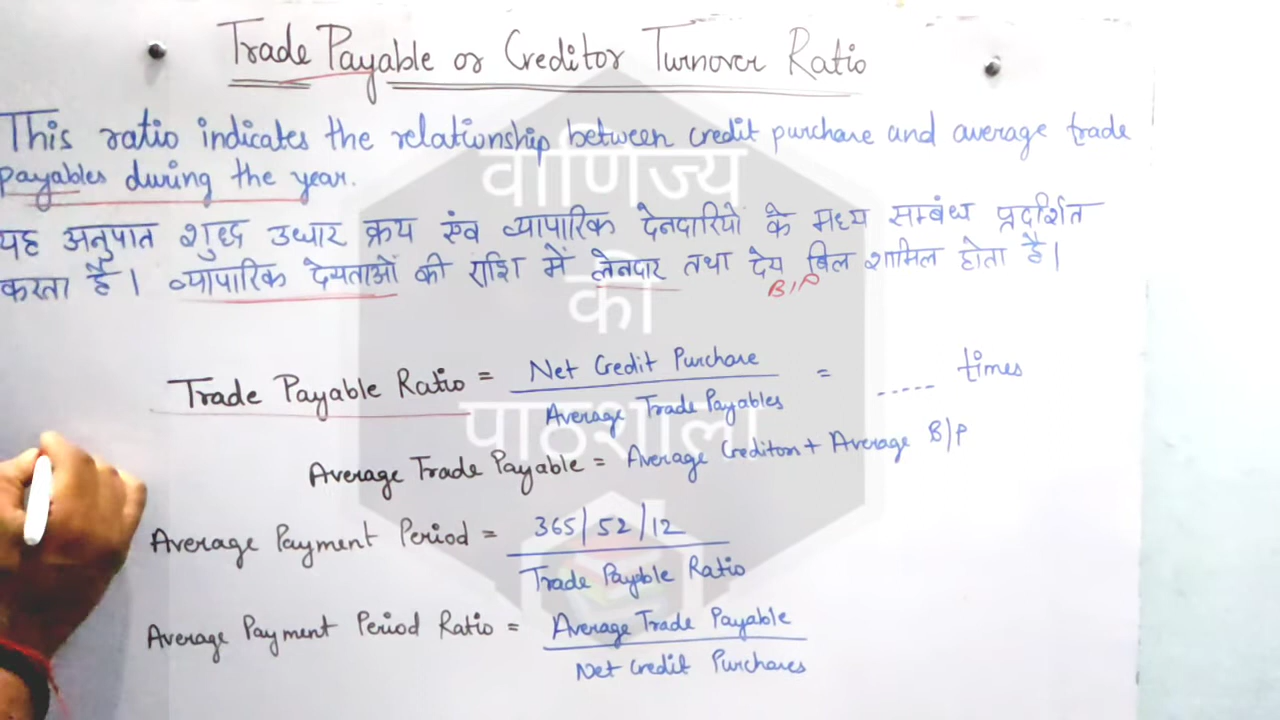 Trade Payable or Creditor Turnover Ratio
This ratio indicates the relationship between credit purchase and average trade
payables during the year.
यह अनुपात शुद्ध उधार क्रय एंव व्यापारिक देनदारियों के मध्य सम्बंध प्रदर्शित
करता है। व्यापारिक देयताओं की राशि में लेनदार तथा देय बिल शामिल होता है।
B/P
Trade Payable Ratio = Net Credit Purchase / Average Trade Payables = ..... times
Average Trade Payable = Average Creditors + Average B/P
Average Payment Period = 365/52/12 / Trade Payable Ratio
Average Payment Period Ratio = Average Trade Payable / Net Credit Purchases
वाणिज्य
की
पाठशाला